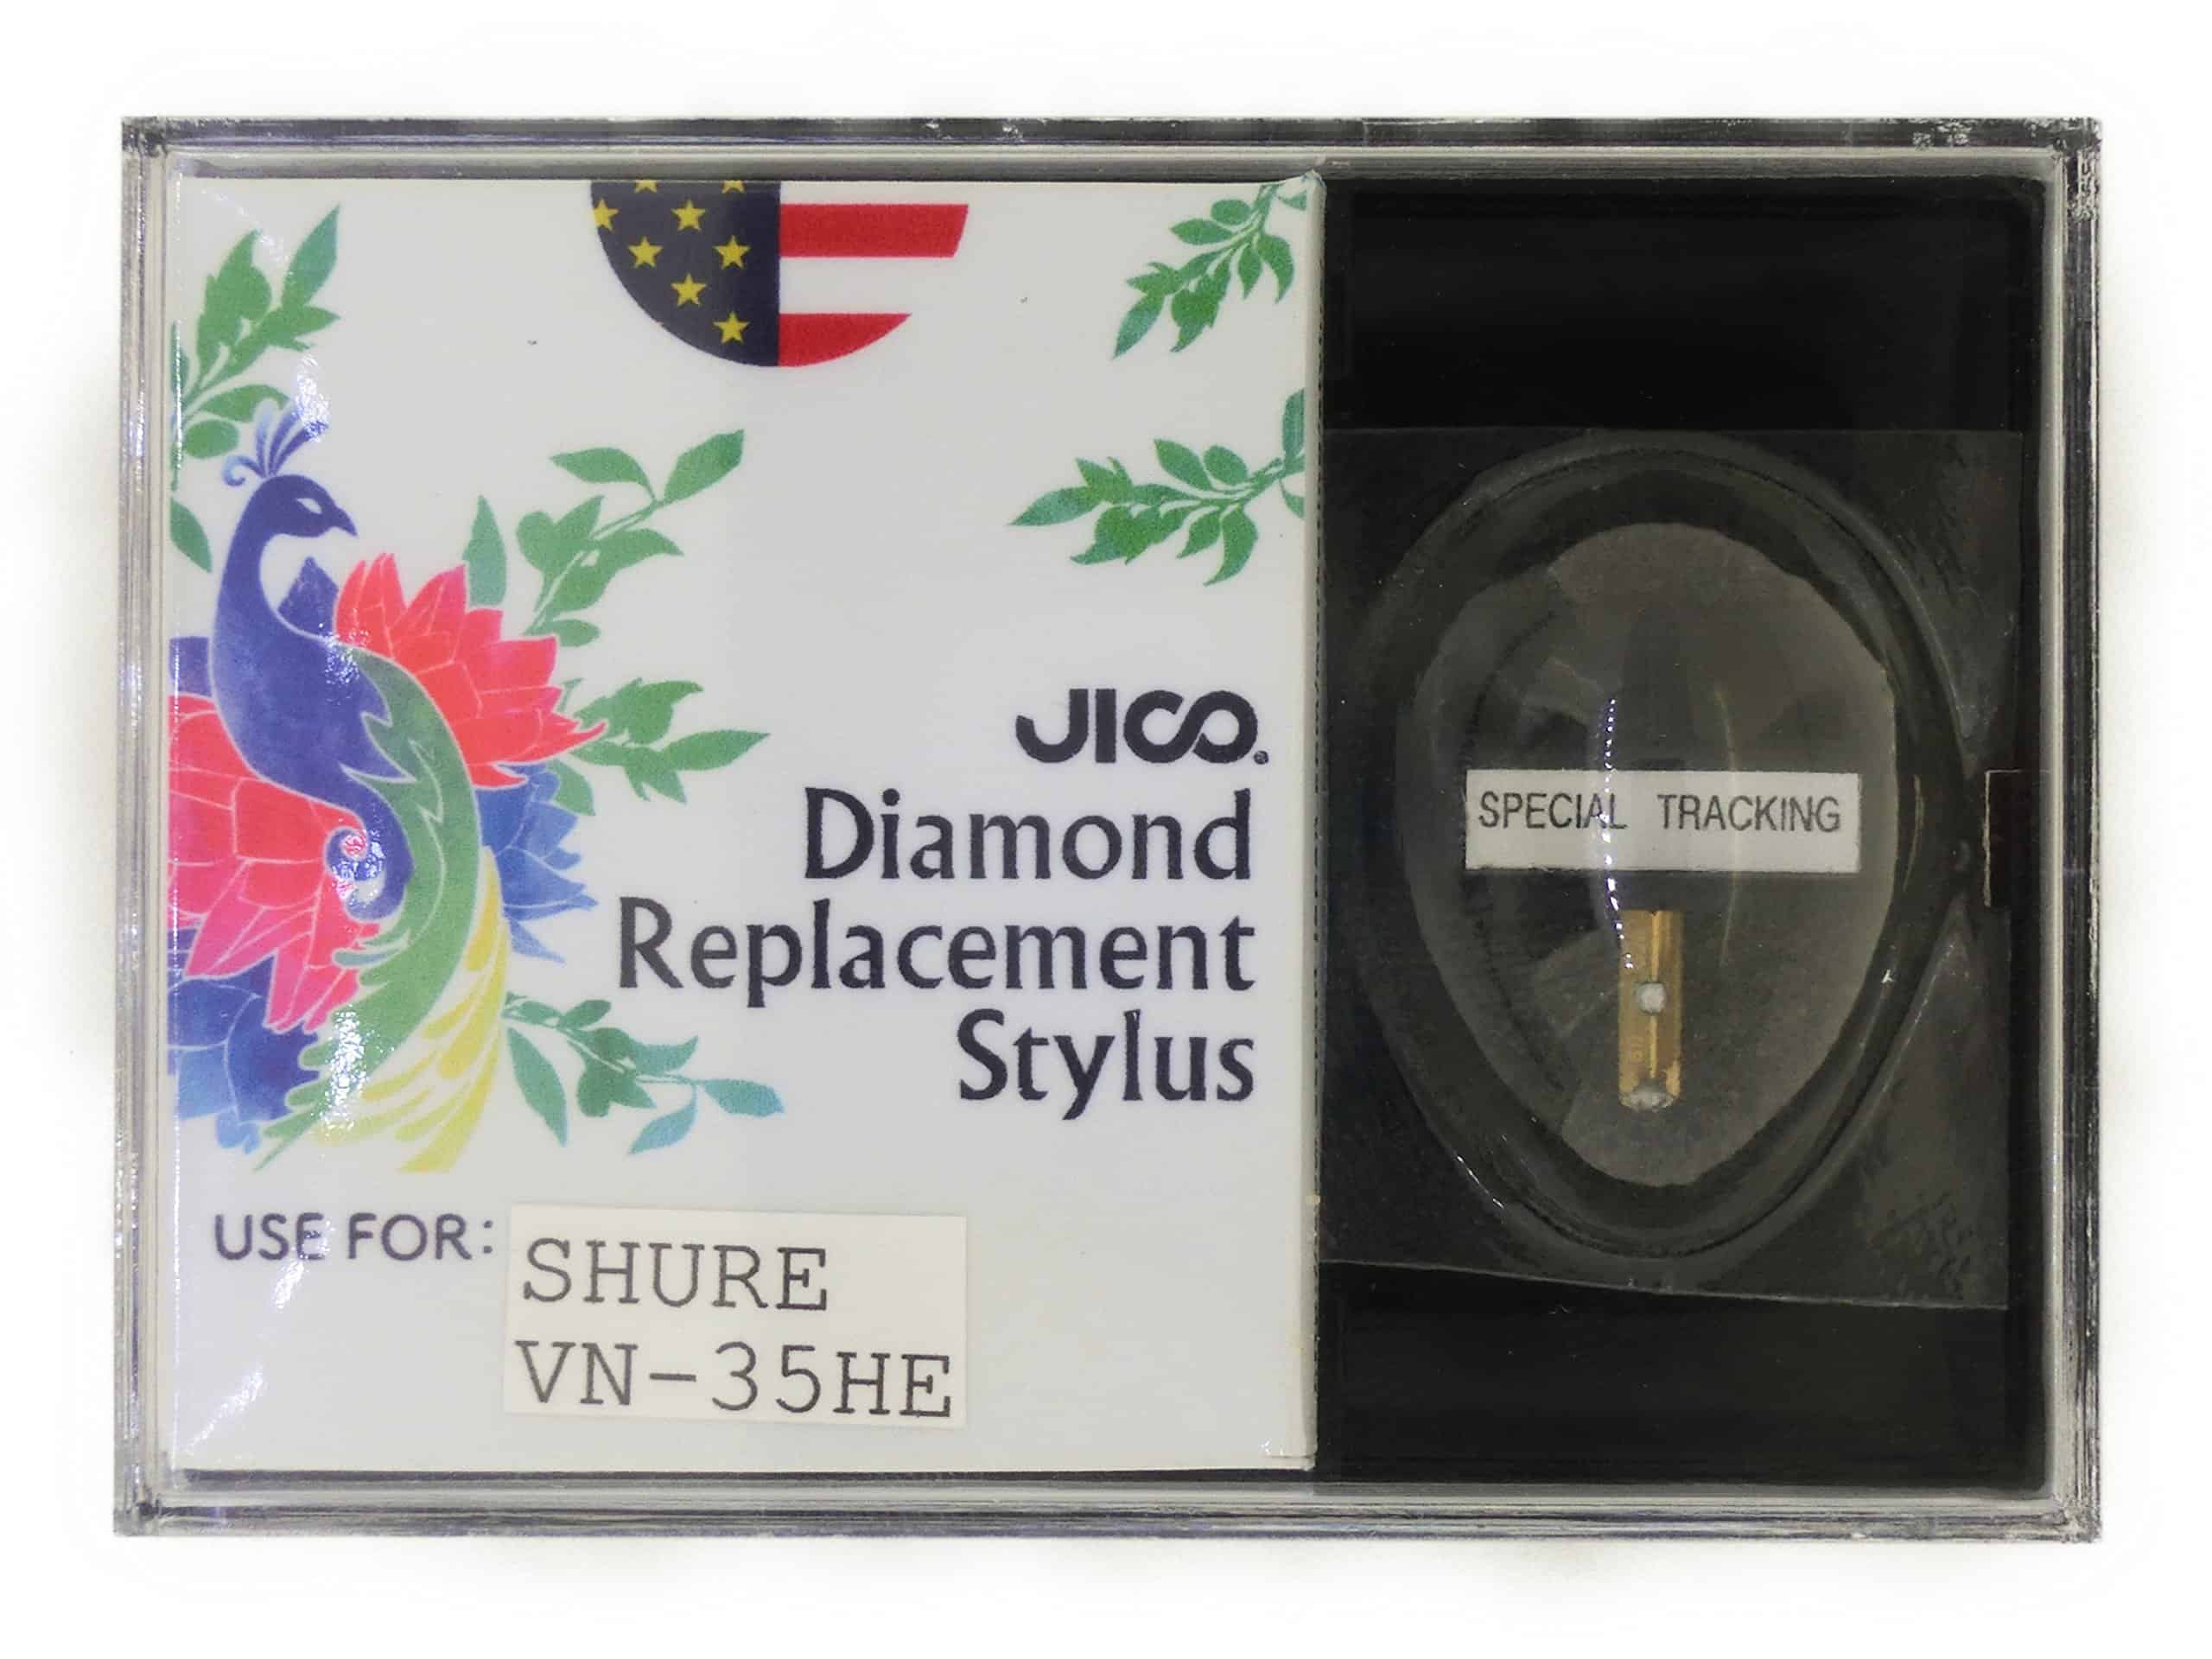 JICO.
Diamond
Replacement
Stylus
USE FOR:
SHURE
VN-35HE
SPECIAL TRACKING